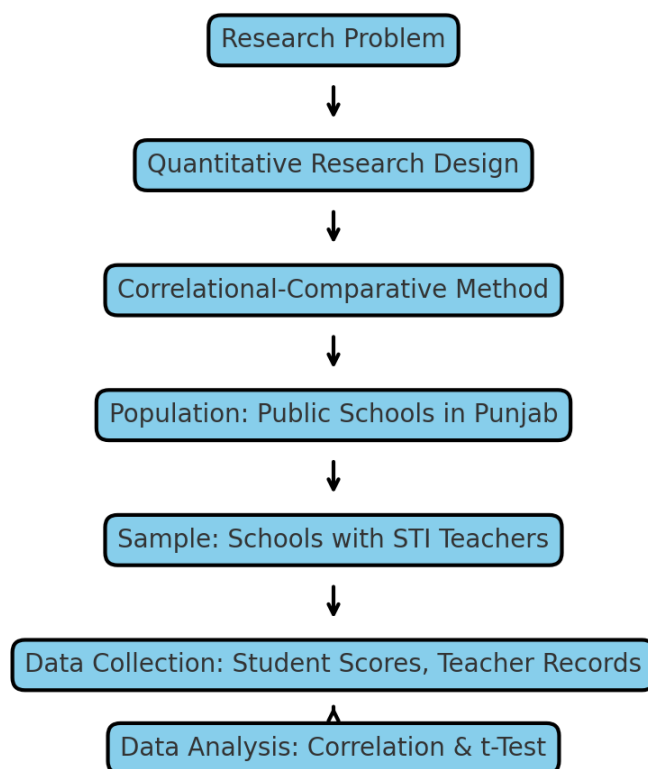 Research Problem
Quantitative Research Design
Correlational-Comparative Method
Population: Public Schools in Punjab
Sample: Schools with STI Teachers
Data Collection: Student Scores, Teacher Records
Data Analysis: Correlation & t-Test